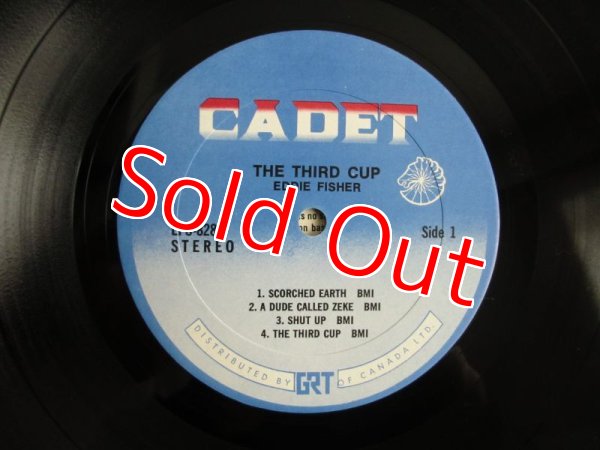 CADET
THE THIRD CUP
EDDIE FISHER
Sold Out
STEREO
Side 1
1. SCORCHED EARTH BMI
2. A DUDE CALLED ZEKE BMI
3. SHUT UP BMI
4. THE THIRD CUP BMI
DISTRIBUTED BY GRT OF CANADA LTD.